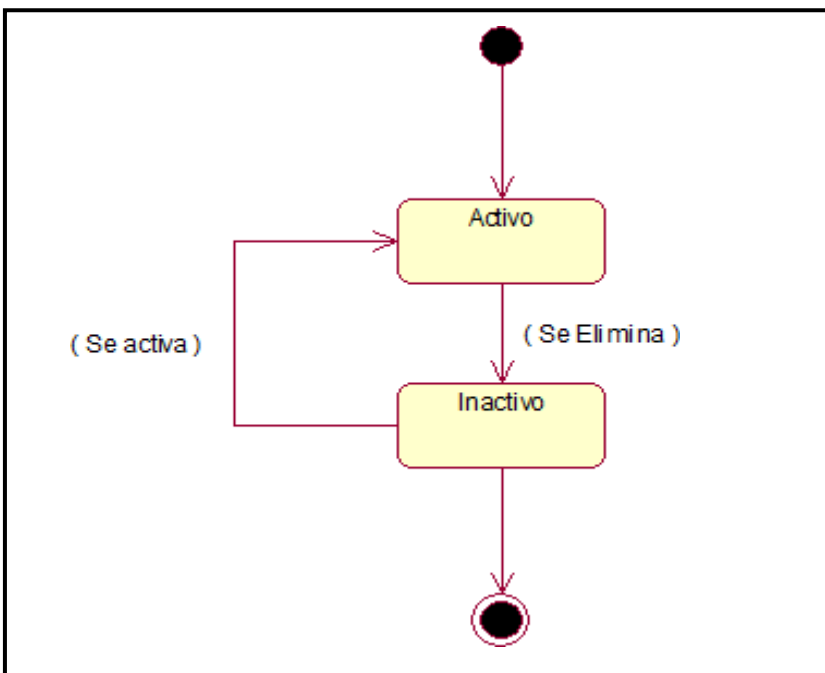 Activo
( Se activa )
( Se Elimina )
Inactivo